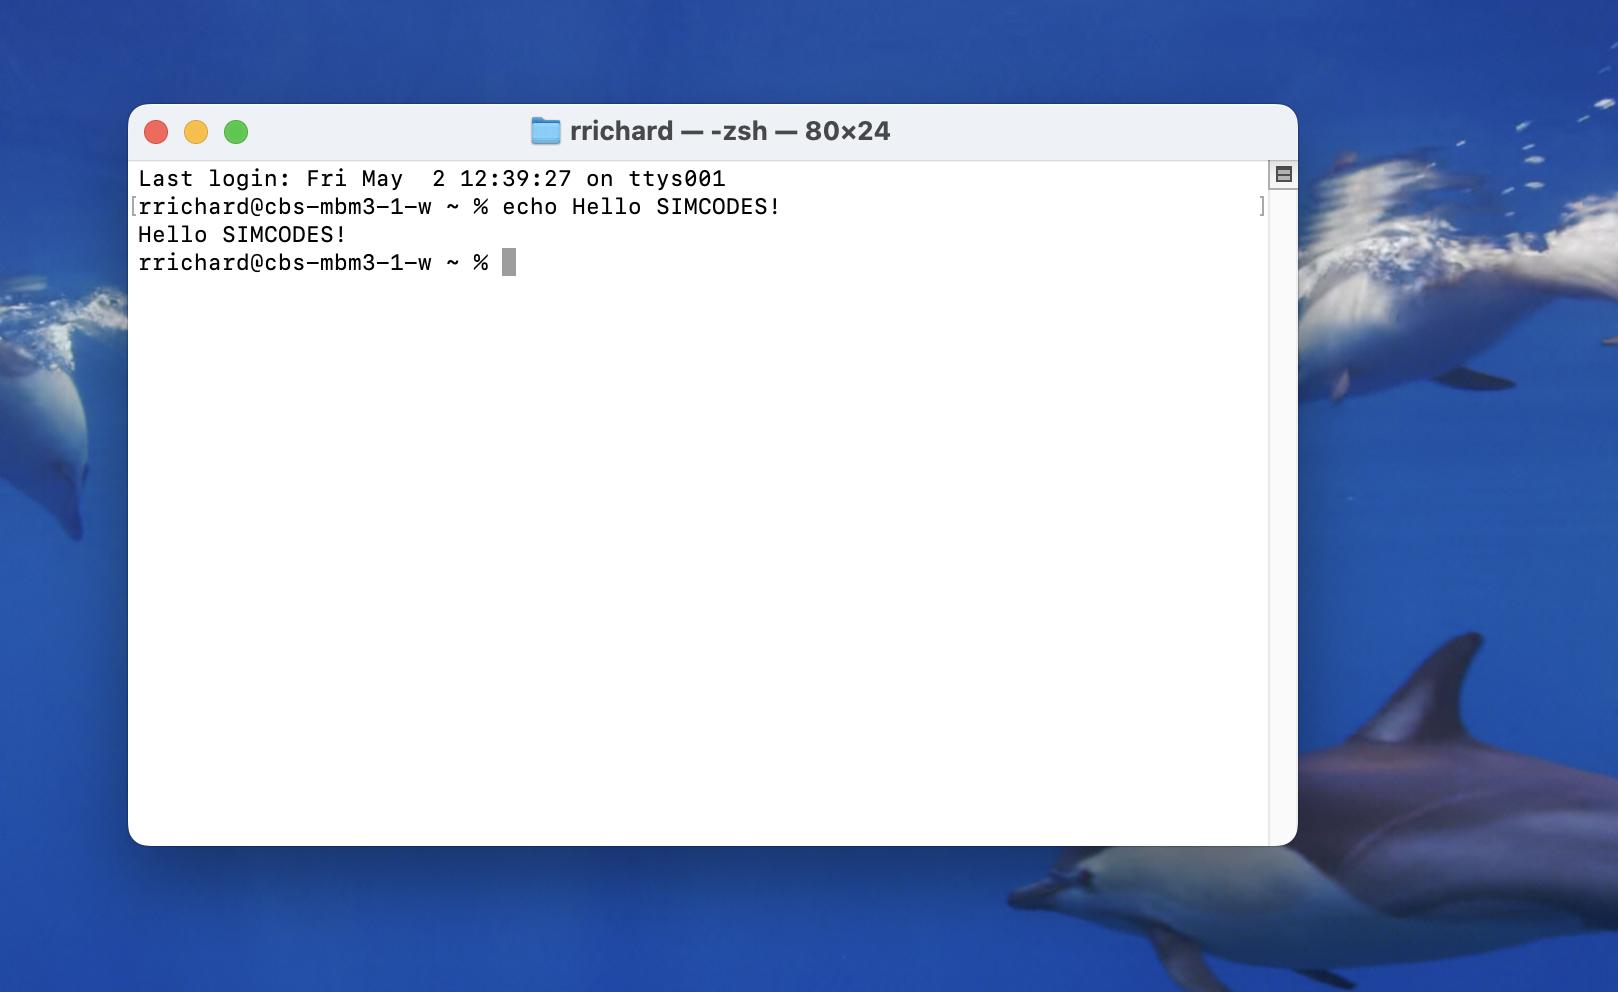 rrichard — -zsh — 80×24
Last login: Fri May  2 12:39:27 on ttys001
[rrichard@cbs-mbm3-1-w ~ % echo Hello SIMCODES! ]
Hello SIMCODES!
rrichard@cbs-mbm3-1-w ~ %